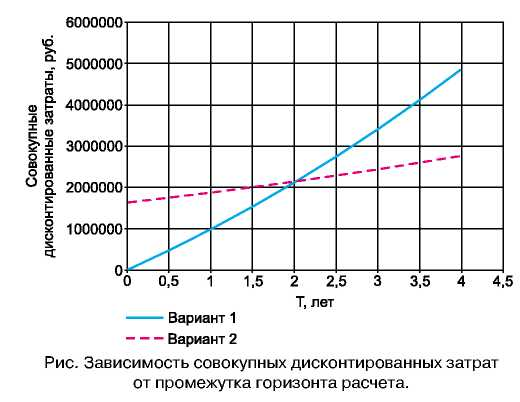 Совокупные
дисконтированные затраты, руб.
6000000
5000000
4000000
3000000
2000000
1000000
0
0 0,5 1 1,5 2 2,5 3 3,5 4 4,5
Т, лет
Вариант 1
Вариант 2
Рис. Зависимость совокупных дисконтированных затрат
от промежутка горизонта расчета.